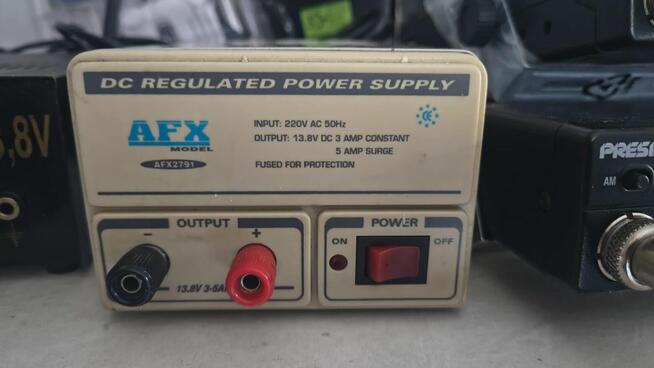 DC REGULATED POWER SUPPLY
AFX
MODEL
AFX2791
INPUT: 220V AC 50Hz
OUTPUT: 13.8V DC 3 AMP CONSTANT
5 AMP SURGE
FUSED FOR PROTECTION
CE
OUTPUT
- +
13.8V 3-5A
POWER
ON
OFF
3,8V
PRESI
AM